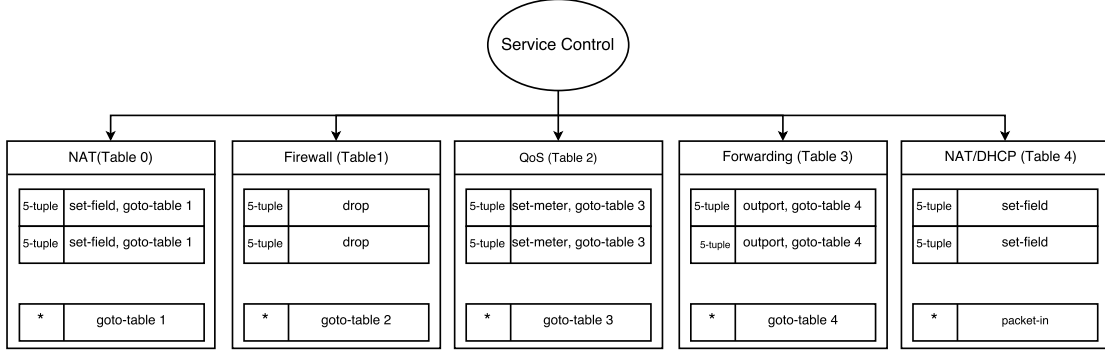 Service Control
NAT(Table 0)
5-tuple set-field, goto-table 1
5-tuple set-field, goto-table 1
* goto-table 1
Firewall (Table1)
5-tuple drop
5-tuple drop
* goto-table 2
QoS (Table 2)
5-tuple set-meter, goto-table 3
5-tuple set-meter, goto-table 3
* goto-table 3
Forwarding (Table 3)
5-tuple outport, goto-table 4
5-tuple outport, goto-table 4
* goto-table 4
NAT/DHCP (Table 4)
5-tuple set-field
5-tuple set-field
* packet-in